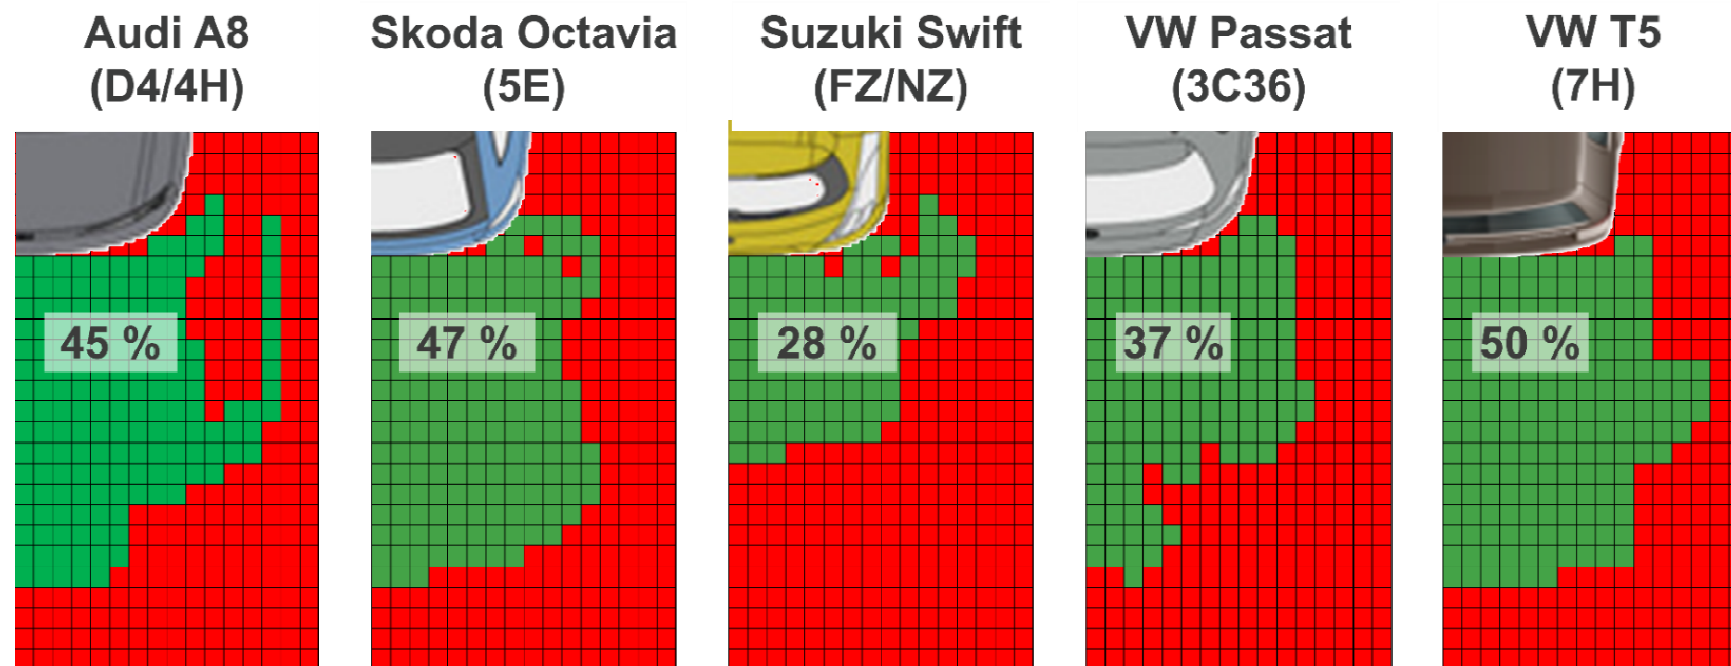 Audi A8
(D4/4H)
Skoda Octavia
(5E)
Suzuki Swift
(FZ/NZ)
VW Passat
(3C36)
VW T5
(7H)
45 %
47 %
28 %
37 %
50 %